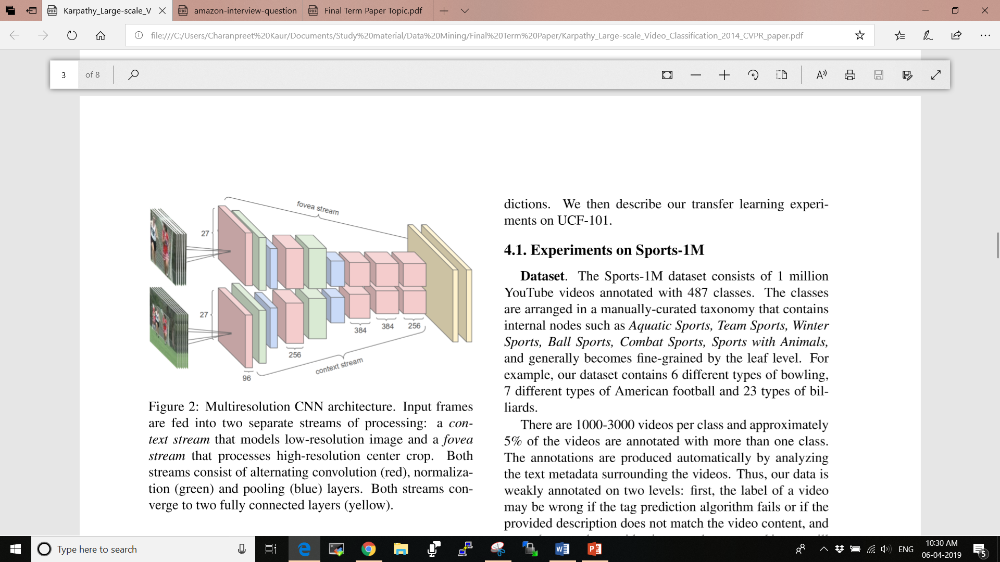 Karpathy_Large-scale_V
amazon-interview-question
Final Term Paper Topic.pdf
file:///C:/Users/Charanpreet%20Kaur/Documents/Study%20material/Data%20Mining/Final%20Term%20Paper/Karpathy_Large-scale_Video_Classification_2014_CVPR_paper.pdf
3 of 8
fovea stream
27
27
384
384
256
256
context stream
96
Figure 2: Multiresolution CNN architecture. Input frames
are fed into two separate streams of processing: a con-
text stream that models low-resolution image and a fovea
stream that processes high-resolution center crop. Both
streams consist of alternating convolution (red), normaliza-
tion (green) and pooling (blue) layers. Both streams con-
verge to two fully connected layers (yellow).
dictions. We then describe our transfer learning experi-
ments on UCF-101.
4.1. Experiments on Sports-1M
Dataset. The Sports-1M dataset consists of 1 million
YouTube videos annotated with 487 classes. The classes
are arranged in a manually-curated taxonomy that contains
internal nodes such as Aquatic Sports, Team Sports, Winter
Sports, Ball Sports, Combat Sports, Sports with Animals,
and generally becomes fine-grained by the leaf level. For
example, our dataset contains 6 different types of bowling,
7 different types of American football and 23 types of bil-
liards.
There are 1000-3000 videos per class and approximately
5% of the videos are annotated with more than one class.
The annotations are produced automatically by analyzing
the text metadata surrounding the videos. Thus, our data is
weakly annotated on two levels: first, the label of a video
may be wrong if the tag prediction algorithm fails or if the
provided description does not match the video content, and
Type here to search
ENG
10:30 AM
06-04-2019
5